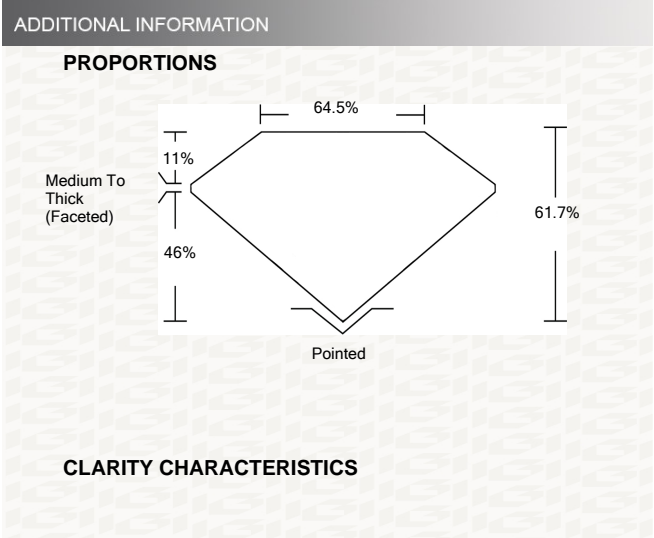 ADDITIONAL INFORMATION
PROPORTIONS
64.5%
11%
Medium To
Thick
(Faceted)
61.7%
46%
Pointed
CLARITY CHARACTERISTICS